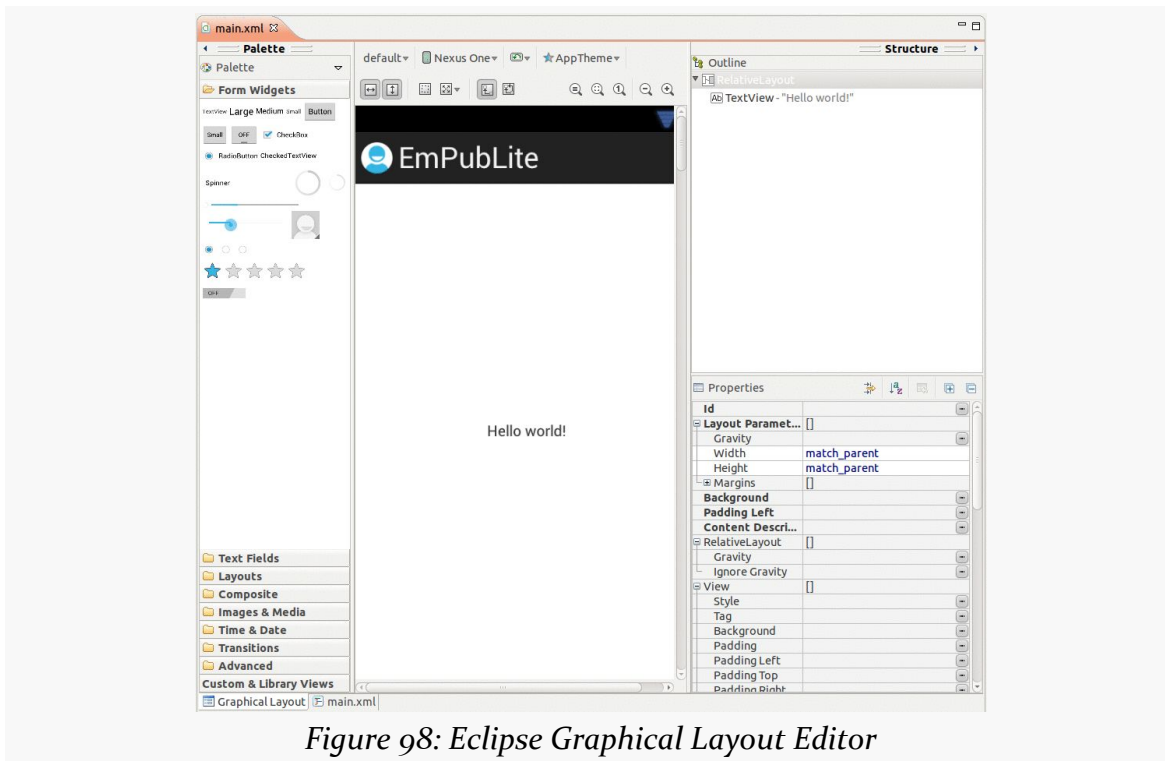 main.xml
Palette
Palette
Form Widgets
TextView Large Medium Small Button
Small OFF CheckBox
RadioButton CheckedTextView
Spinner
OFF
Text Fields
Layouts
Composite
Images & Media
Time & Date
Transitions
Advanced
Custom & Library Views
Graphical Layout main.xml
default Nexus One AppTheme
EmPubLite
Hello world!
Structure
Outline
RelativeLayout
Ab TextView - "Hello world!"
Properties
Id
Layout Paramet... []
Gravity
Width match_parent
Height match_parent
Margins []
Background
Padding Left
Content Descri...
RelativeLayout []
Gravity
Ignore Gravity
View []
Style
Tag
Background
Padding
Padding Left
Padding Top
Padding Right
Figure 98: Eclipse Graphical Layout Editor